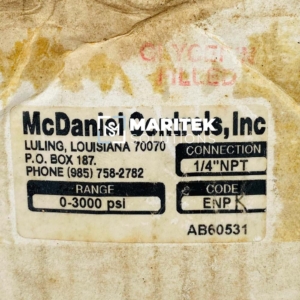 GLYCERIN
FILLED
McDaniel Controls, Inc
MARITEK
LULING, LOUISIANA 70070
P.O. BOX 187.
PHONE (985) 758-2782
CONNECTION
1/4"NPT
RANGE
0-3000 psi
CODE
ENPK
AB60531